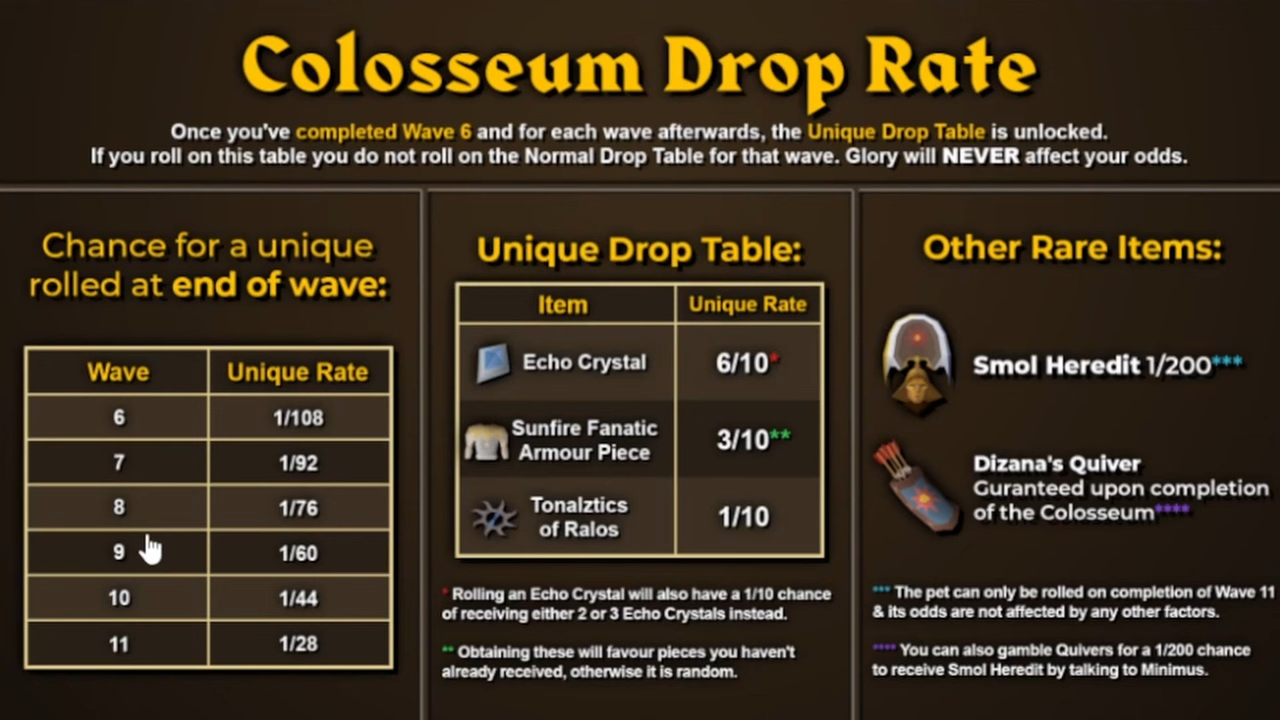 Colosseum Drop Rate
Once you've completed Wave 6 and for each wave afterwards, the Unique Drop Table is unlocked.
If you roll on this table you do not roll on the Normal Drop Table for that wave. Glory will NEVER affect your odds.
Chance for a unique
rolled at end of wave:
Wave Unique Rate
6 1/108
7 1/92
8 1/76
9 1/60
10 1/44
11 1/28
Unique Drop Table:
Item Unique Rate
Echo Crystal 6/10*
Sunfire Fanatic
Armour Piece 3/10**
Tonalztics
of Ralos 1/10
* Rolling an Echo Crystal will also have a 1/10 chance
of receiving either 2 or 3 Echo Crystals instead.
** Obtaining these will favour pieces you haven't
already received, otherwise it is random.
Other Rare Items:
Smol Heredit 1/200***
Dizana's Quiver
Guranteed upon completion
of the Colosseum****
*** The pet can only be rolled on completion of Wave 11
& its odds are not affected by any other factors.
**** You can also gamble Quivers for a 1/200 chance
to receive Smol Heredit by talking to Minimus.